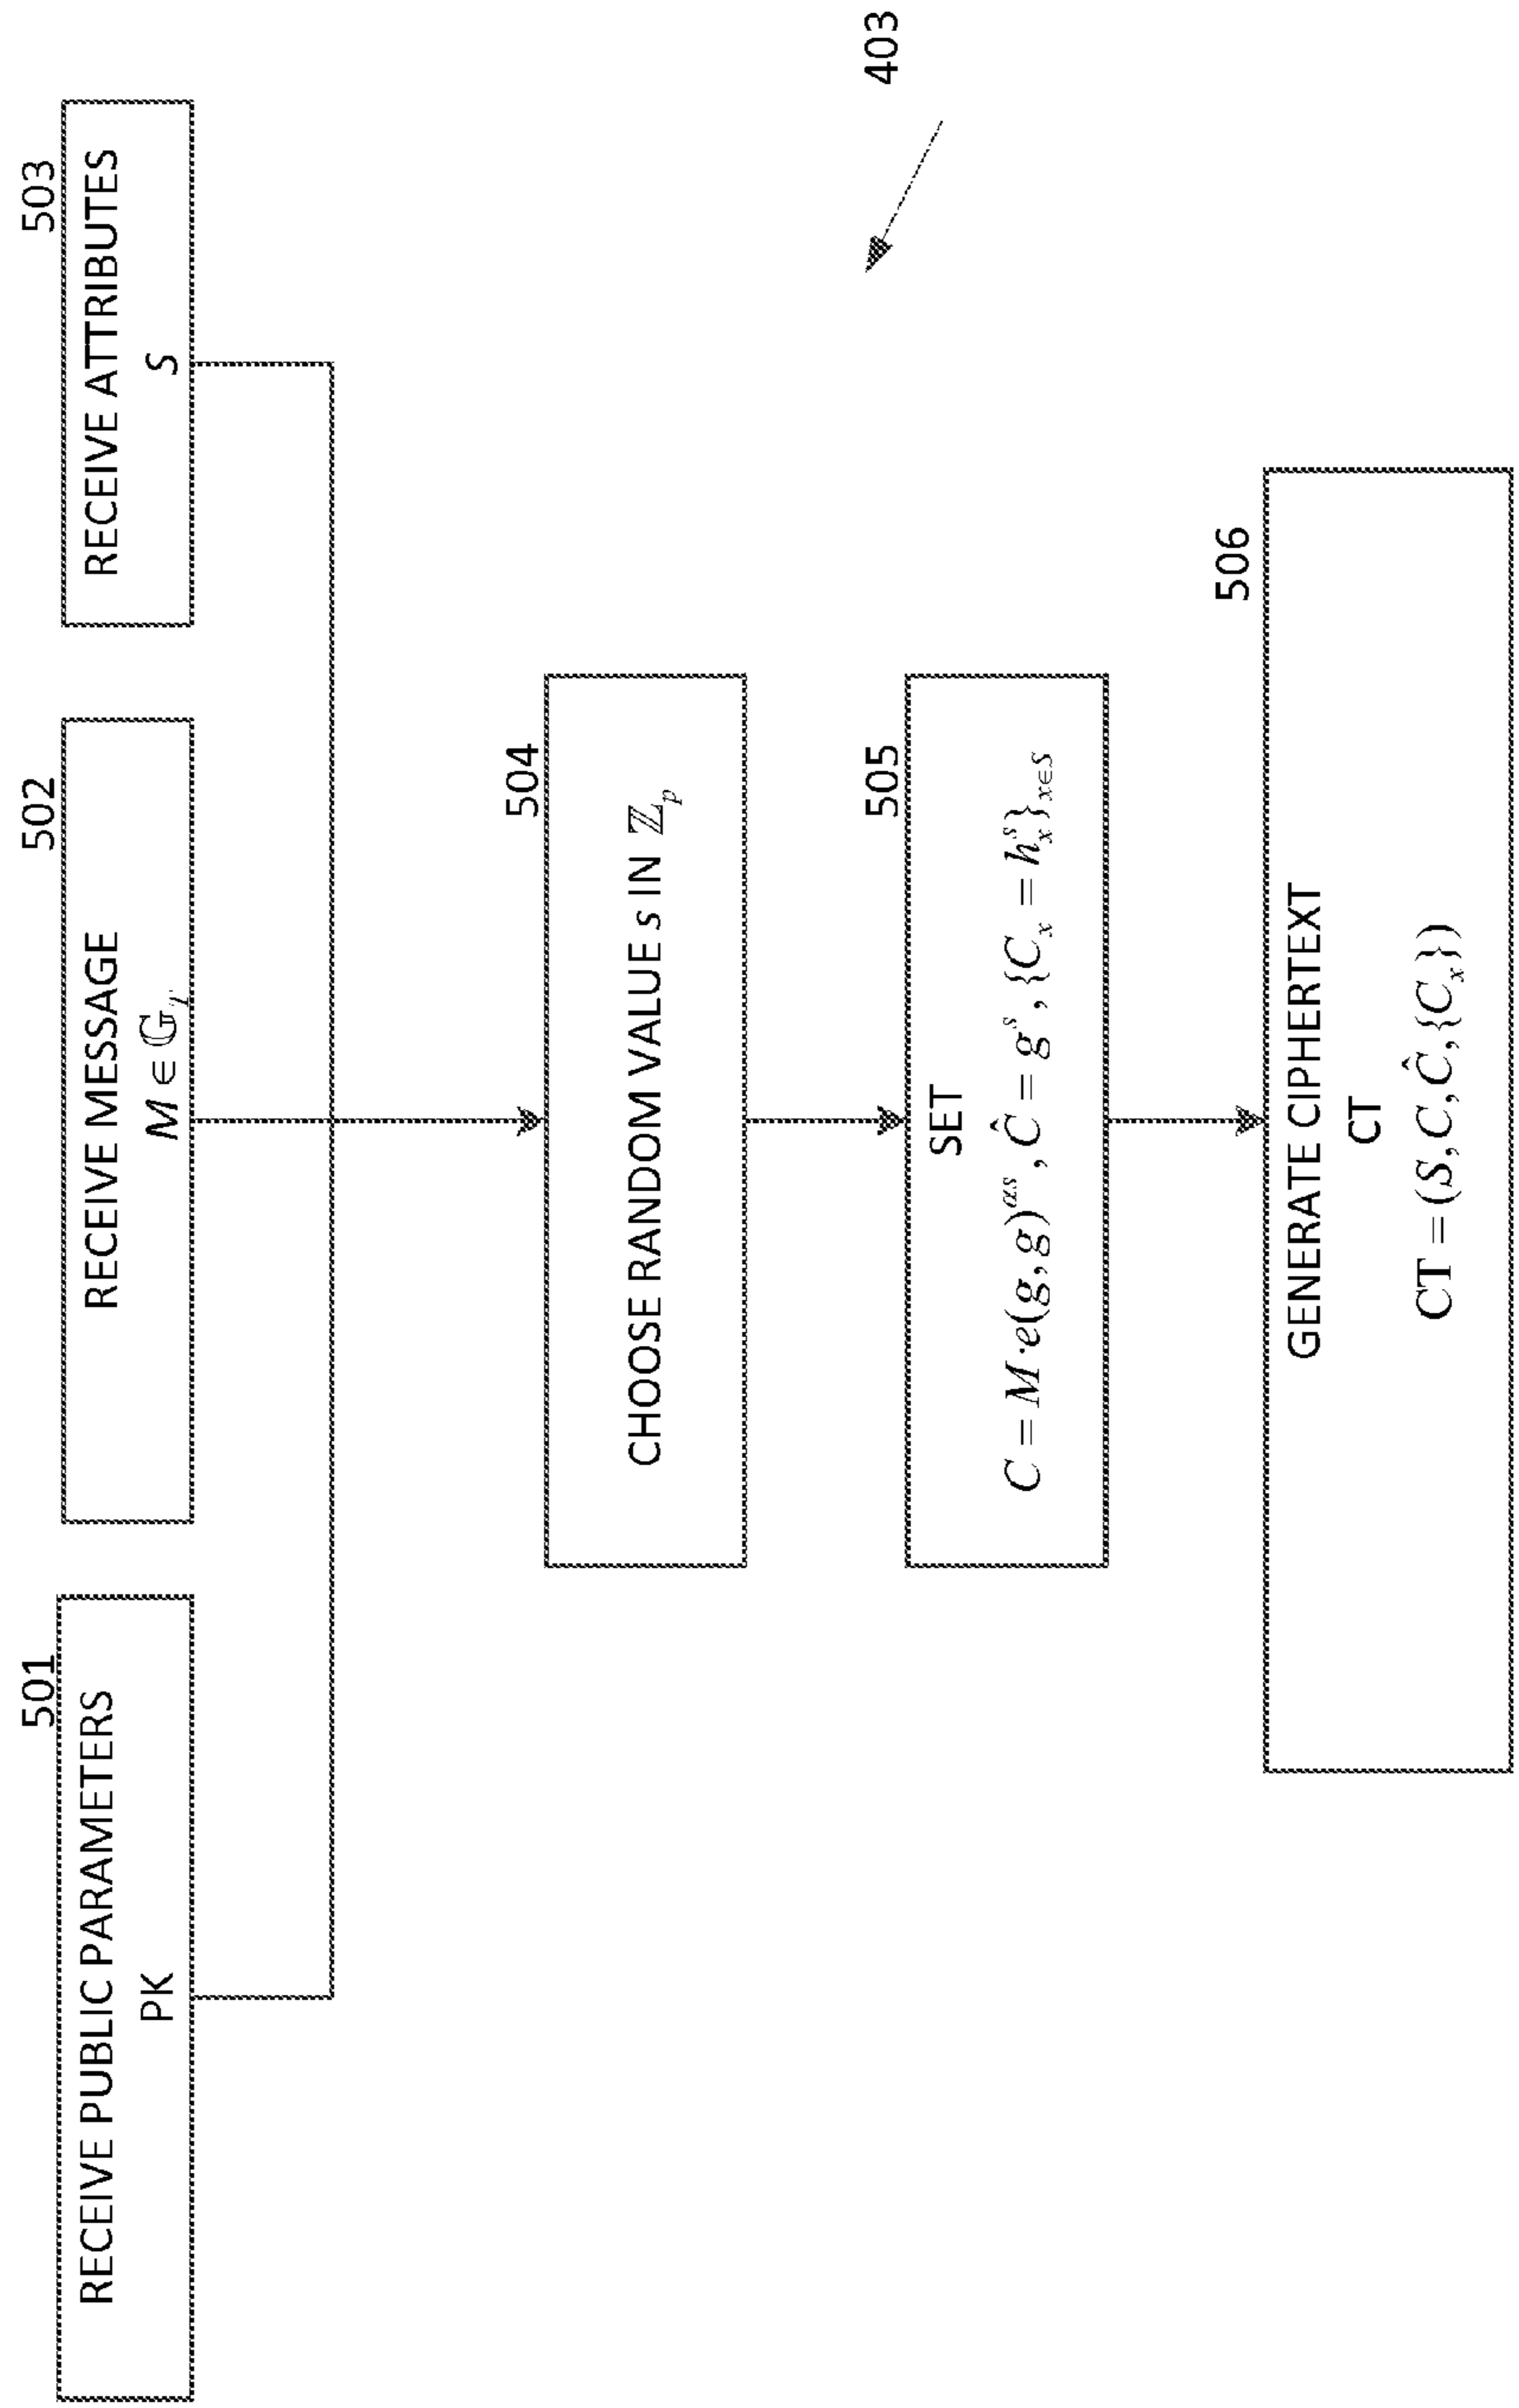 501
RECEIVE PUBLIC PARAMETERS
PK
502
RECEIVE MESSAGE
M ∈ 𝔾_T
503
RECEIVE ATTRIBUTES
S
504
CHOOSE RANDOM VALUE s IN ℤ_p
505
SET
C = M·e(g,g)^{αs}, Ĉ = g^s, {C_x = h_x^s}_{x∈S}
506
GENERATE CIPHERTEXT
CT
CT = (S, C, Ĉ, {C_x})
403